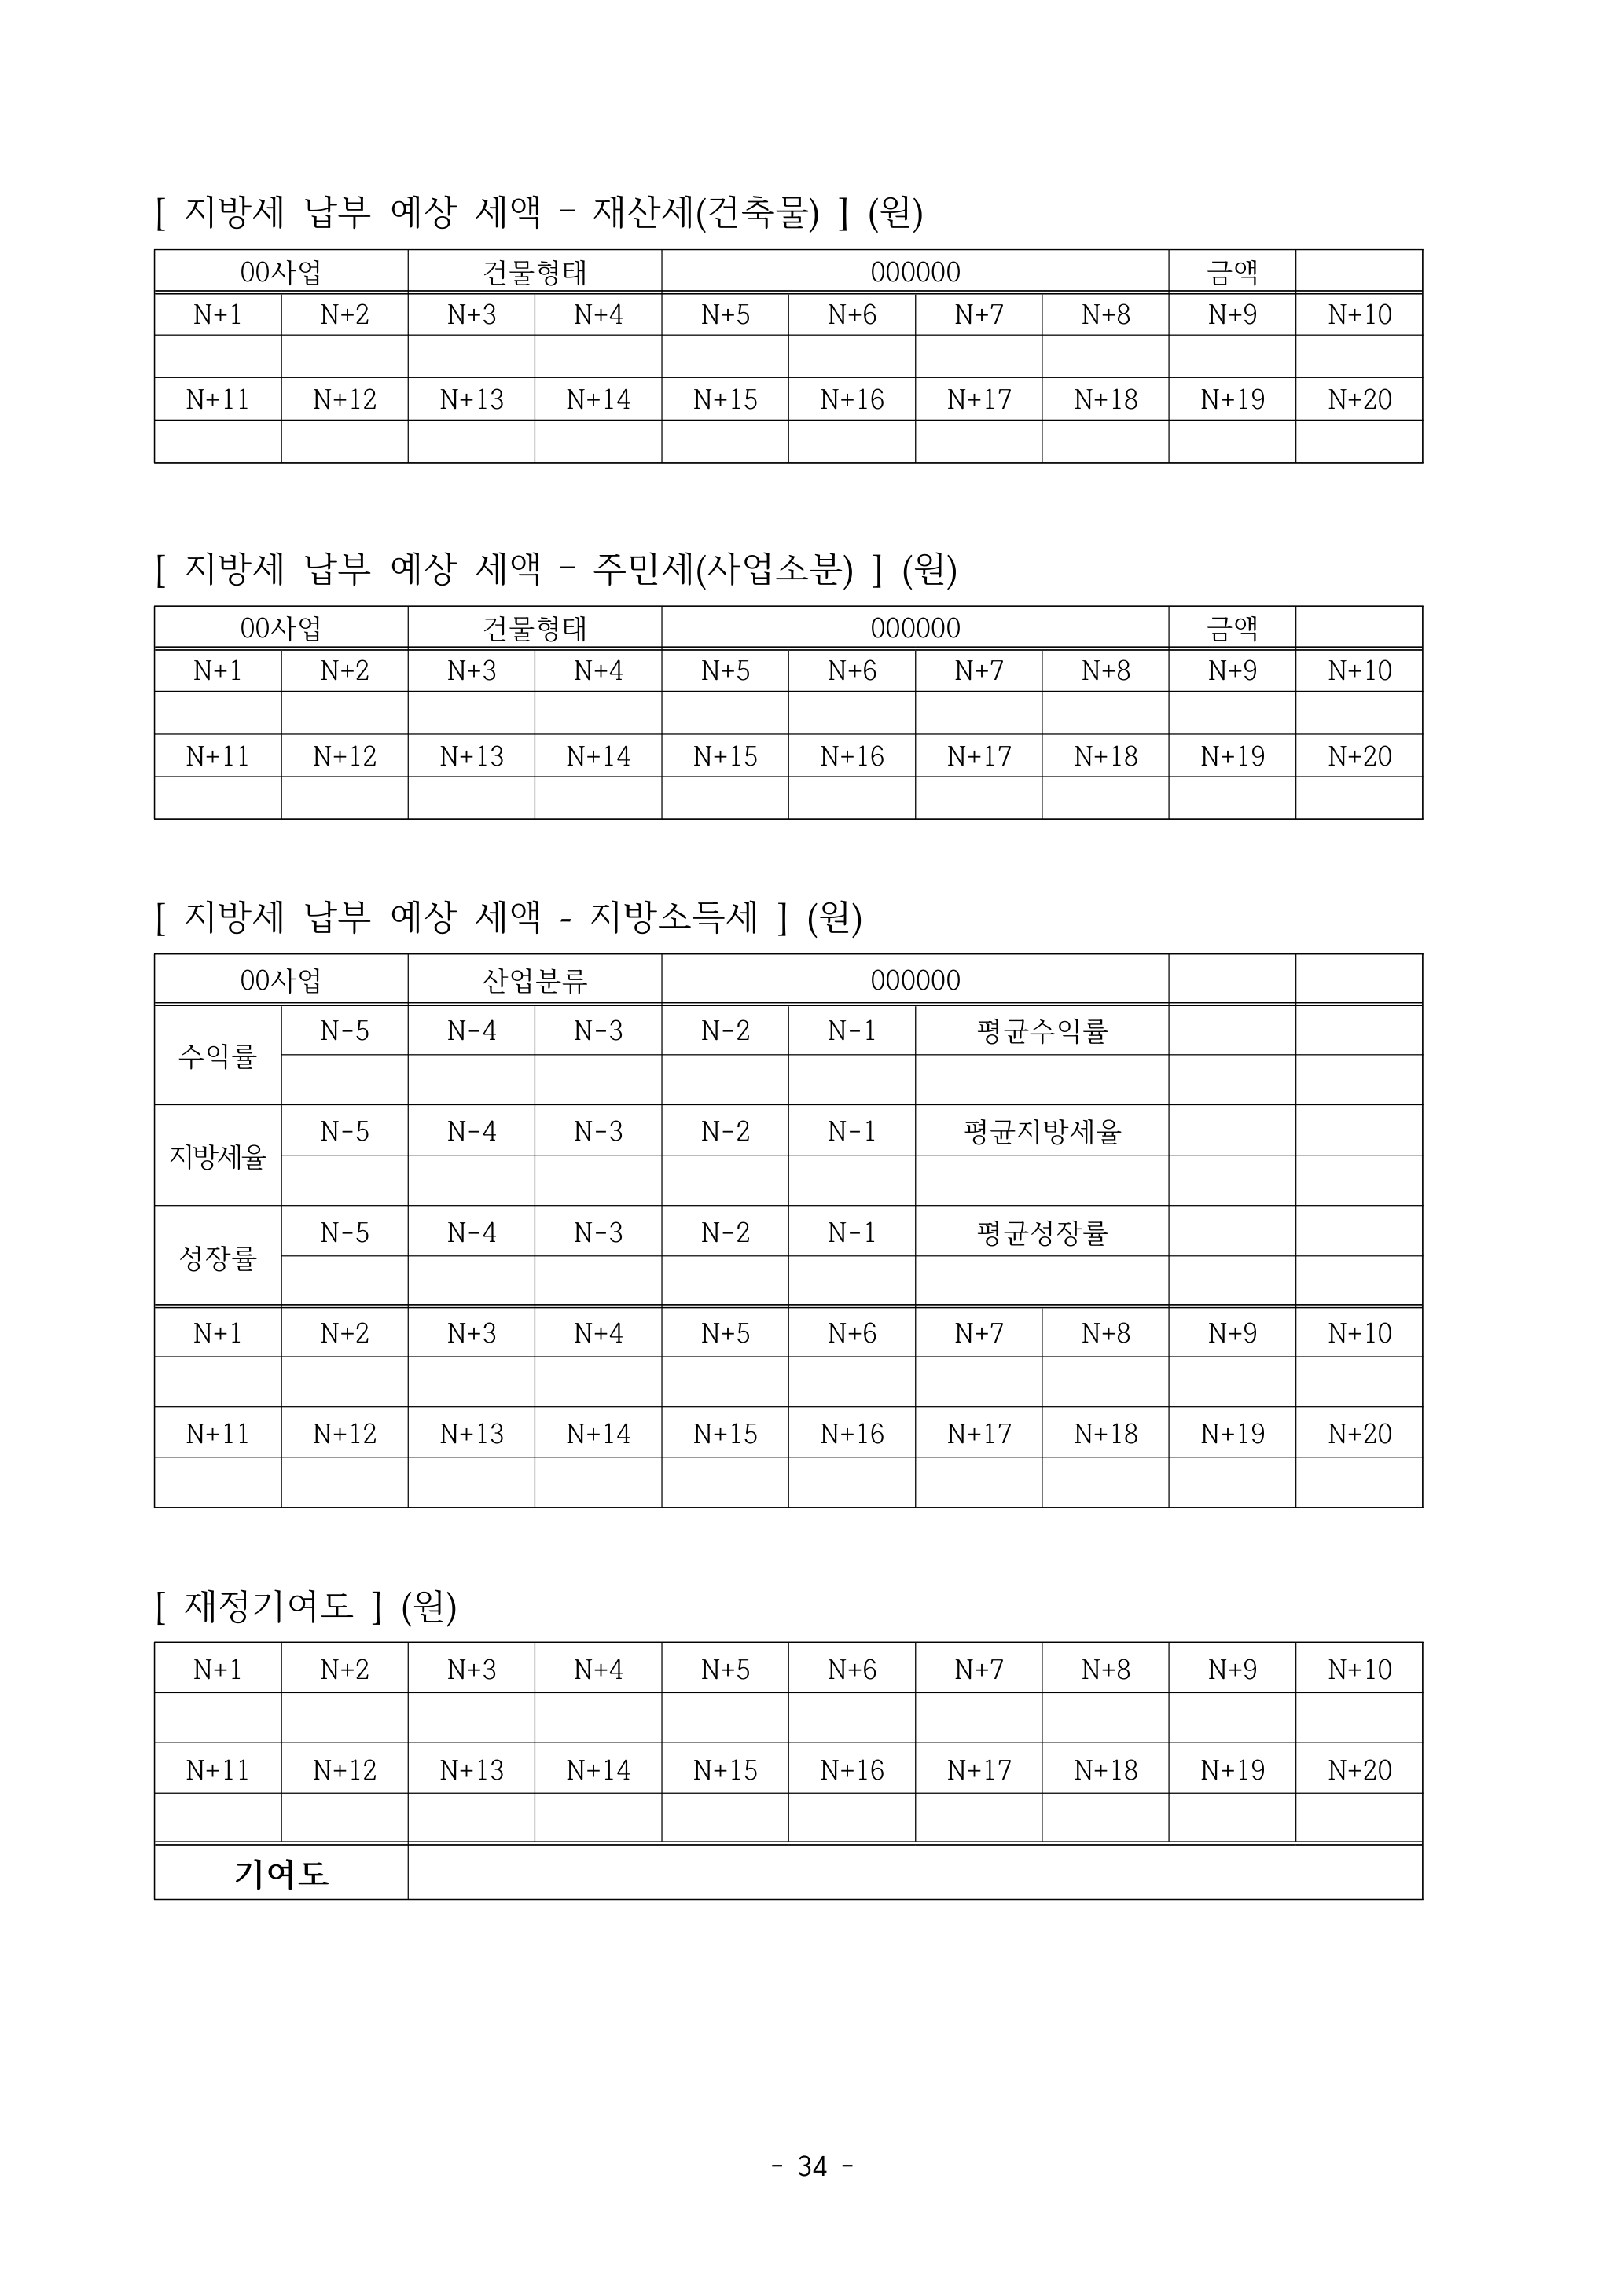 [ 지방세 납부 예상 세액 - 재산세(건축물) ] (원)
00사업 건물형태 000000 금액
N+1 N+2 N+3 N+4 N+5 N+6 N+7 N+8 N+9 N+10
N+11 N+12 N+13 N+14 N+15 N+16 N+17 N+18 N+19 N+20
[ 지방세 납부 예상 세액 - 주민세(사업소분) ] (원)
00사업 건물형태 000000 금액
N+1 N+2 N+3 N+4 N+5 N+6 N+7 N+8 N+9 N+10
N+11 N+12 N+13 N+14 N+15 N+16 N+17 N+18 N+19 N+20
[ 지방세 납부 예상 세액 - 지방소득세 ] (원)
00사업 산업분류 000000
수익률 N-5 N-4 N-3 N-2 N-1 평균수익률
지방세율 N-5 N-4 N-3 N-2 N-1 평균지방세율
성장률 N-5 N-4 N-3 N-2 N-1 평균성장률
N+1 N+2 N+3 N+4 N+5 N+6 N+7 N+8 N+9 N+10
N+11 N+12 N+13 N+14 N+15 N+16 N+17 N+18 N+19 N+20
[ 재정기여도 ] (원)
N+1 N+2 N+3 N+4 N+5 N+6 N+7 N+8 N+9 N+10
N+11 N+12 N+13 N+14 N+15 N+16 N+17 N+18 N+19 N+20
기여도
- 34 -